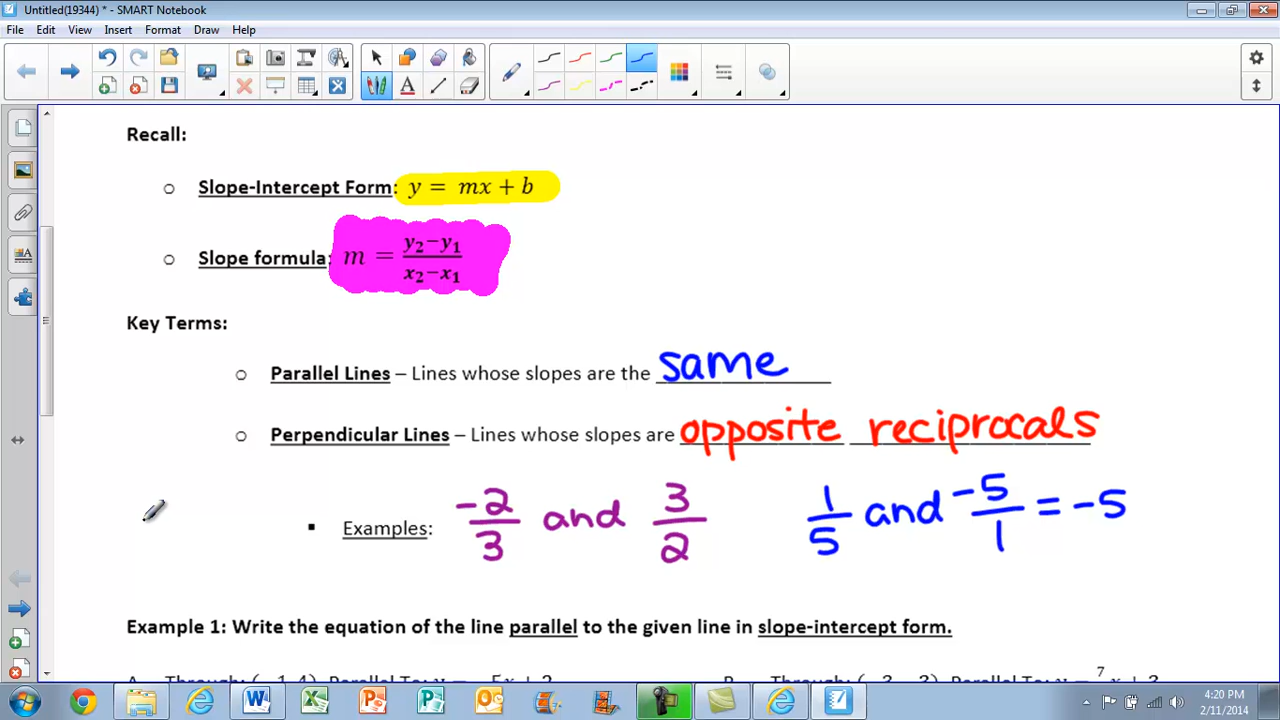 Untitled(19344) * - SMART Notebook
File Edit View Insert Format Draw Help
Recall:
Slope-Intercept Form: y = mx + b
Slope formula: m = y₂−y₁ / x₂−x₁
Key Terms:
Parallel Lines – Lines whose slopes are the same
Perpendicular Lines – Lines whose slopes are opposite reciprocals
Examples: -2/3 and 3/2 1/5 and -5/1 = -5
Example 1: Write the equation of the line parallel to the given line in slope-intercept form.
4:20 PM
2/11/2014